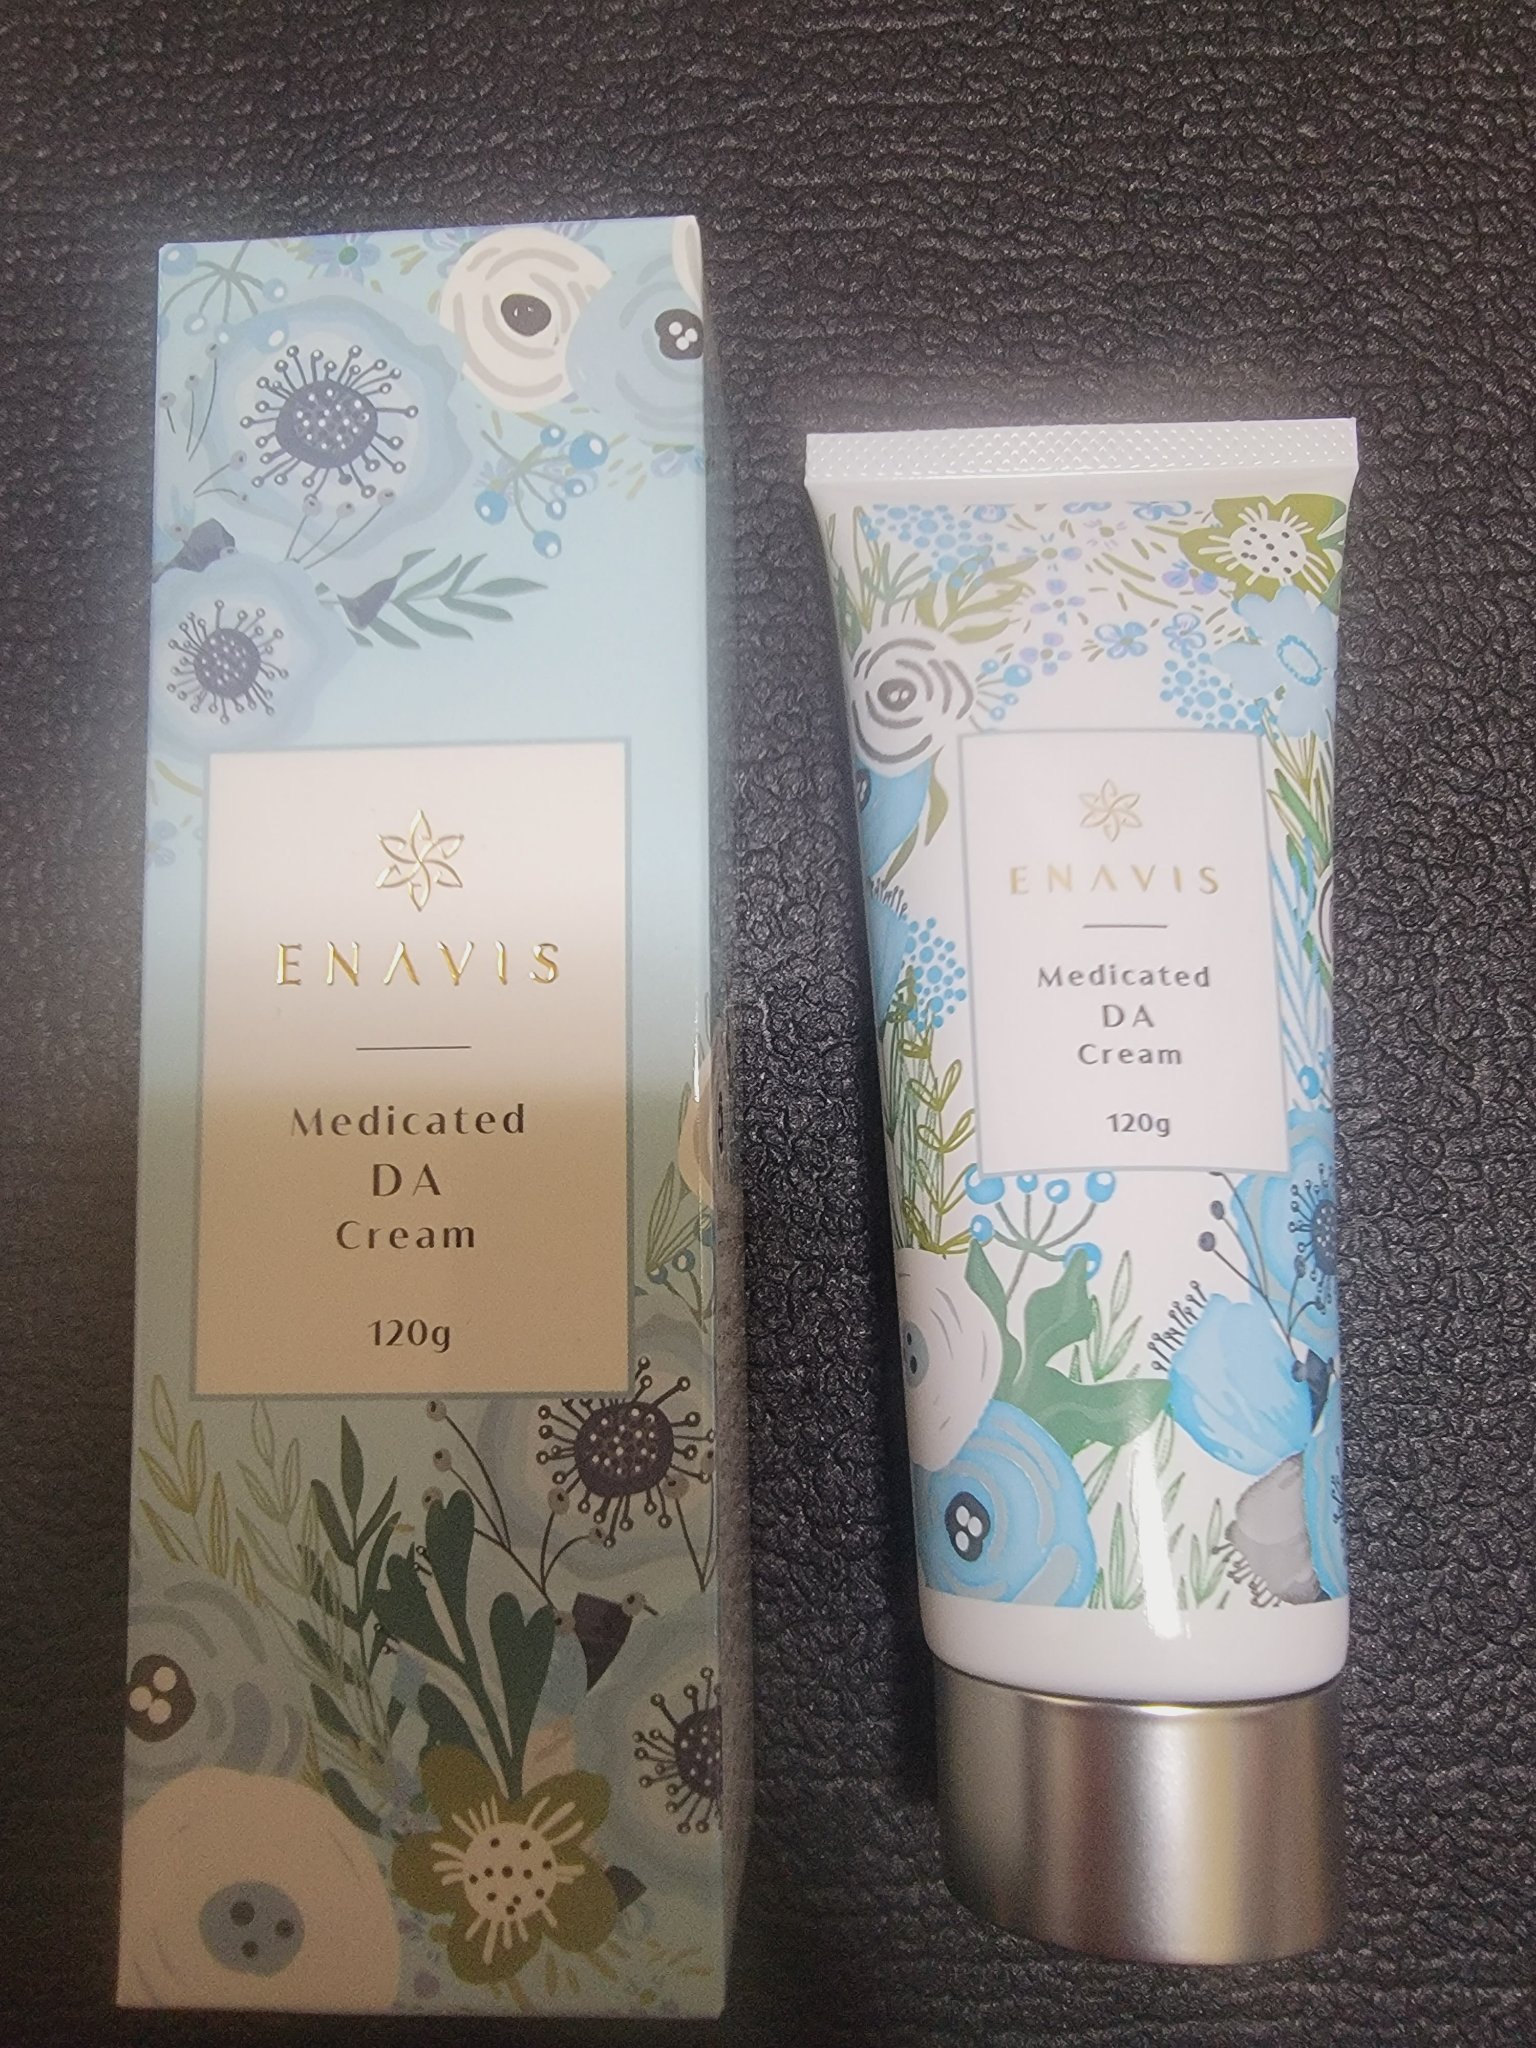 ENAVIS
Medicated
DA
Cream
120g
ENAVIS
Medicated
DA
Cream
120g